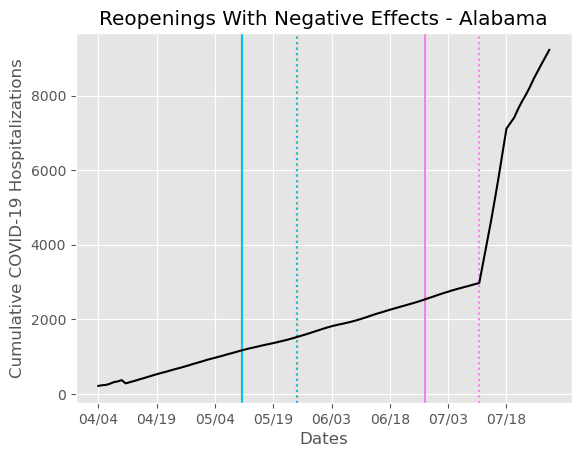 Reopenings With Negative Effects - Alabama
Cumulative COVID-19 Hospitalizations
8000
6000
4000
2000
0
04/04 04/19 05/04 05/19 06/03 06/18 07/03 07/18
Dates